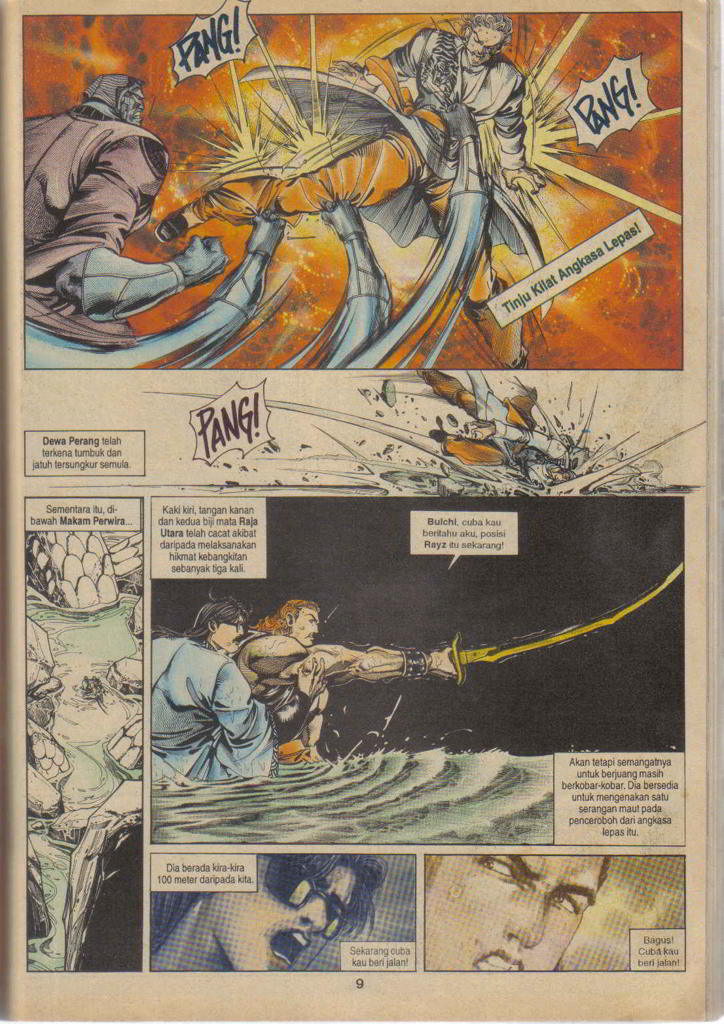 PANG!
PANG!
Tinju Kilat Angkasa Lepas!
PANG!
Dewa Perang telah
terkena tumbuk dan
jatuh tersungkur semula.
Sementara itu, di-
bawah Makam Perwira...
Kaki kiri, tangan kanan
dan kedua biji mata Raja
Utara telah cacat akibat
daripada melaksanakan
hikmat kebangkitan
sebanyak tiga kali.
Buichi, cuba kau
beritahu aku, posisi
Rayz itu sekarang!
Akan tetapi semangatnya
untuk berjuang masih
berkobar-kobar. Dia bersedia
untuk mengenakan satu
serangan maut pada
penceroboh dari angkasa
lepas itu.
Dia berada kira-kira
100 meter daripada kita.
Sekarang cuba
kau beri jalan!
Bagus!
Cuba kau
beri jalan!
9